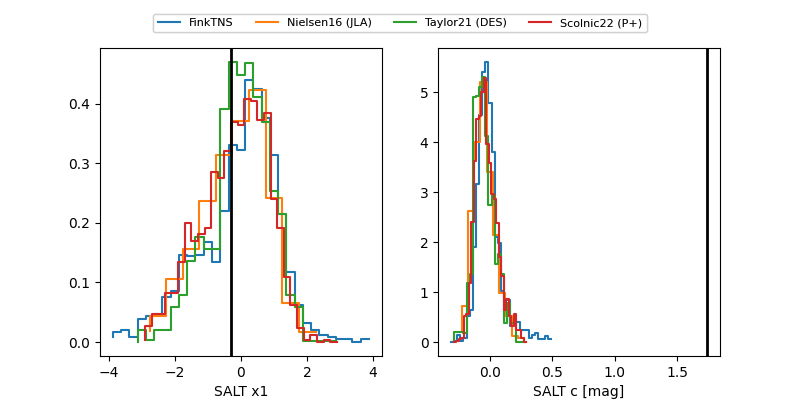 FinkTNS Nielsen16 (JLA) Taylor21 (DES) Scolnic22 (P+)
0.4
0.3
0.2
0.1
0.0
−4 −2 0 2 4
SALT x1
5
4
3
2
1
0
0.0 0.5 1.0 1.5
SALT c [mag]